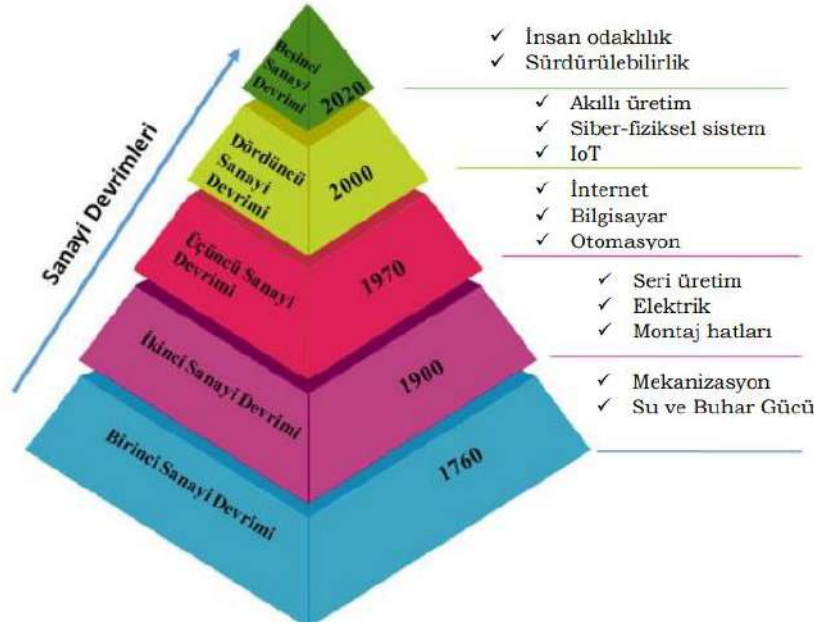 Sanayi Devrimleri
Beşinci
Sanayi
Devrimi
2020
✓ İnsan odaklılık
✓ Sürdürülebilirlik
Dördüncü
Sanayi
Devrimi
2000
✓ Akıllı üretim
✓ Siber-fiziksel sistem
✓ IoT
Üçüncü Sanayi
Devrimi
1970
✓ İnternet
✓ Bilgisayar
✓ Otomasyon
İkinci Sanayi Devrimi
1900
✓ Seri üretim
✓ Elektrik
✓ Montaj hatları
Birinci Sanayi Devrimi
1760
✓ Mekanizasyon
✓ Su ve Buhar Gücü